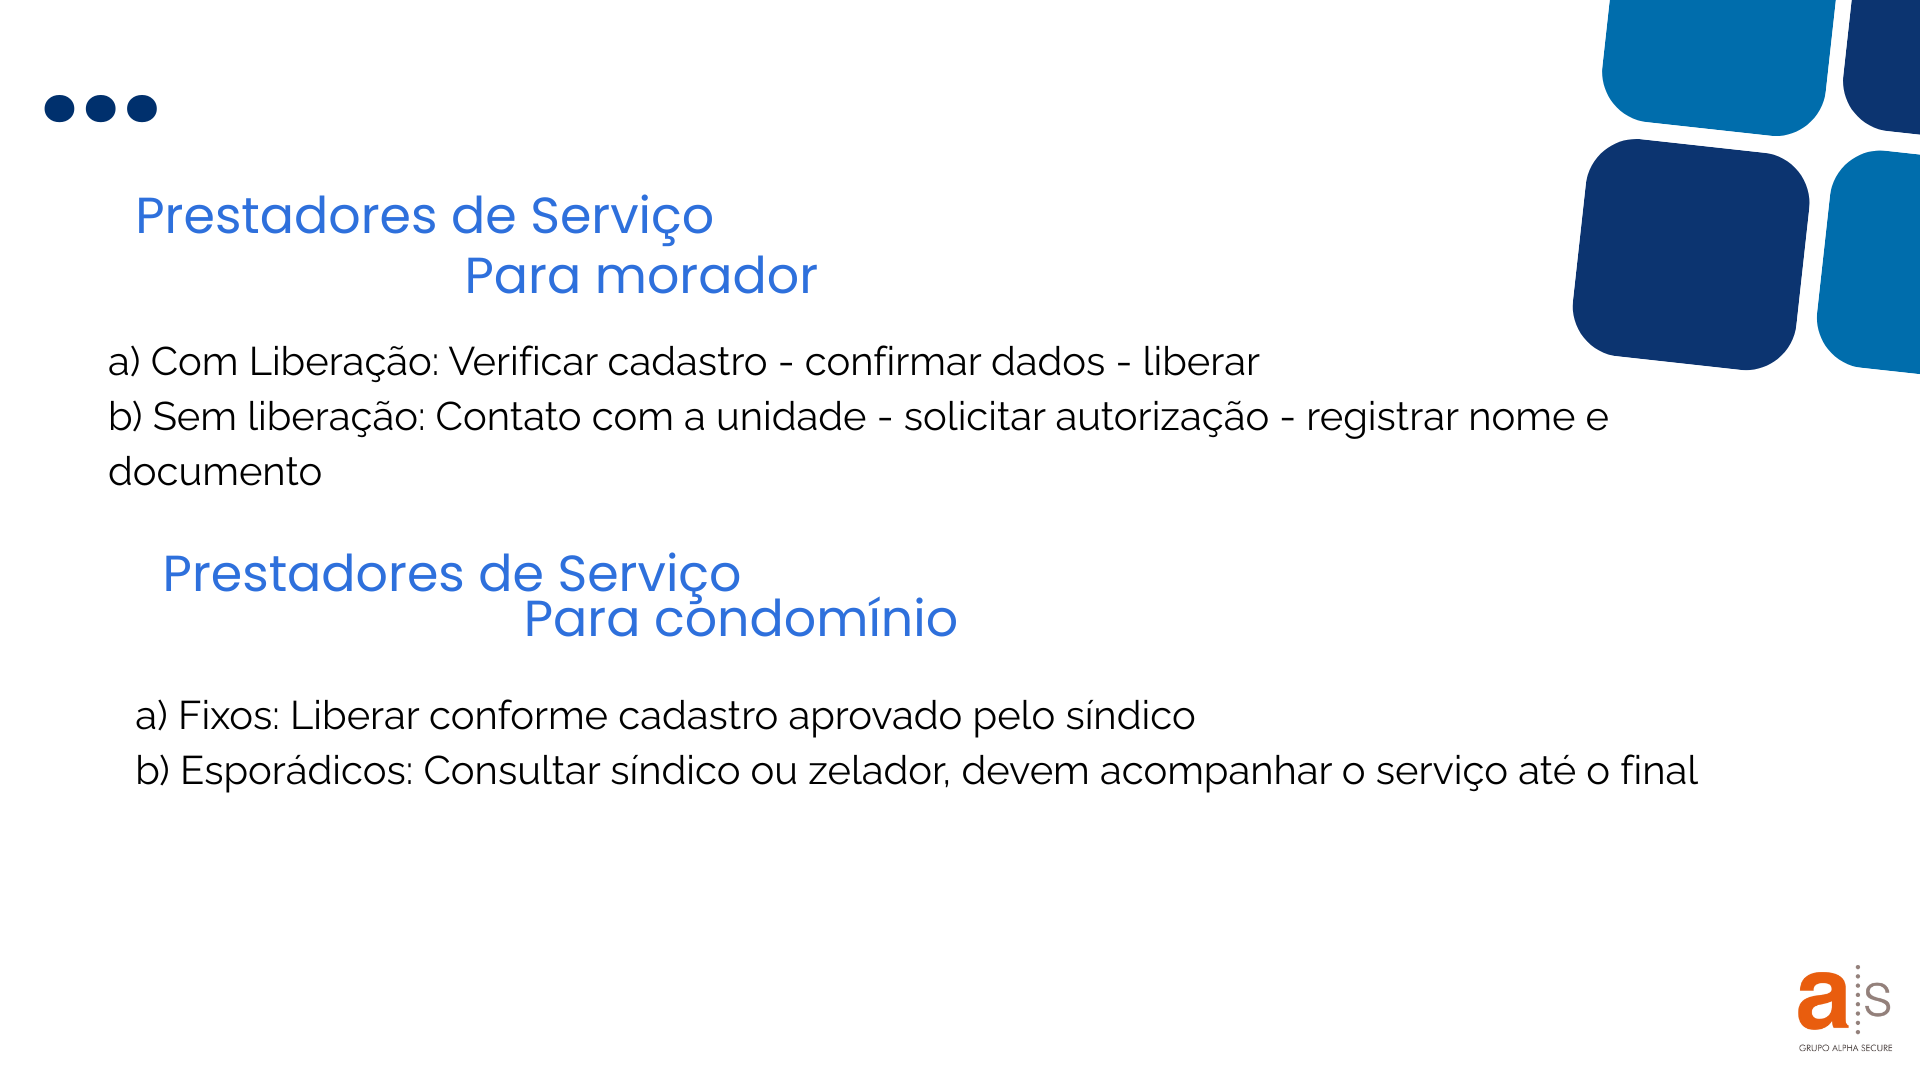 Prestadores de Serviço
Para morador
a) Com Liberação: Verificar cadastro - confirmar dados - liberar
b) Sem liberação: Contato com a unidade - solicitar autorização - registrar nome e
documento
Prestadores de Serviço
Para condomínio
a) Fixos: Liberar conforme cadastro aprovado pelo síndico
b) Esporádicos: Consultar síndico ou zelador, devem acompanhar o serviço até o final
a s
GRUPO ALPHA SECURE